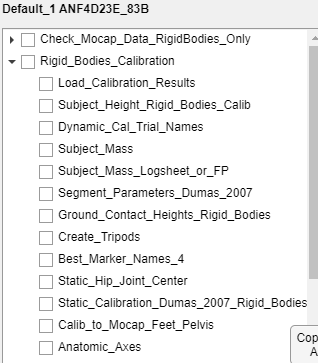 Default_1 ANF4D23E_83B
Check_Mocap_Data_RigidBodies_Only
Rigid_Bodies_Calibration
Load_Calibration_Results
Subject_Height_Rigid_Bodies_Calib
Dynamic_Cal_Trial_Names
Subject_Mass
Subject_Mass_Logsheet_or_FP
Segment_Parameters_Dumas_2007
Ground_Contact_Heights_Rigid_Bodies
Create_Tripods
Best_Marker_Names_4
Static_Hip_Joint_Center
Static_Calibration_Dumas_2007_Rigid_Bodies
Calib_to_Mocap_Feet_Pelvis
Cop
A
Anatomic_Axes